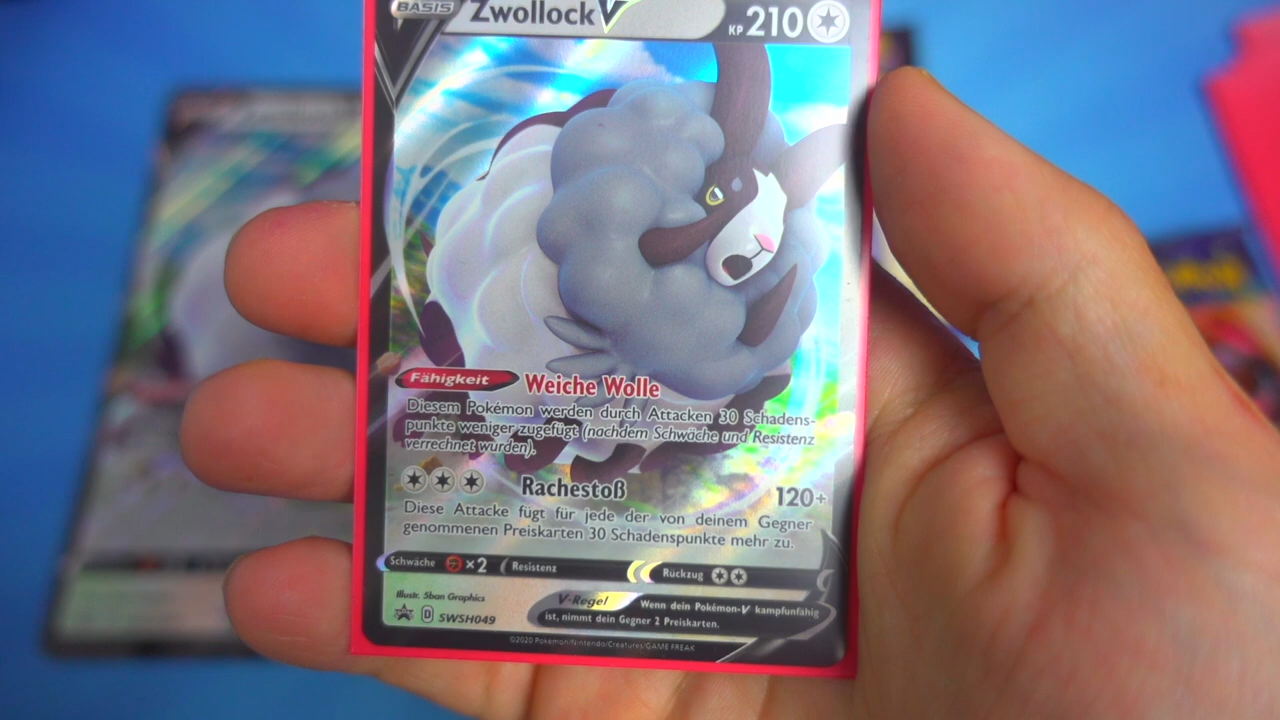 BASIS Zwollock V KP 210
Fähigkeit Weiche Wolle
Diesem Pokémon werden durch Attacken 30 Schadens-
punkte weniger zugefügt (nachdem Schwäche und Resistenz
verrechnet wurden).
Rachestoß 120+
Diese Attacke fügt für jede der von deinem Gegner
genommenen Preiskarten 30 Schadenspunkte mehr zu.
Schwäche ×2 Resistenz Rückzug
Illustr. 5ban Graphics
D SWSH049
V-Regel Wenn dein Pokémon-V kampfunfähig
ist, nimmt dein Gegner 2 Preiskarten.
©2020 Pokémon/Nintendo/Creatures/GAME FREAK